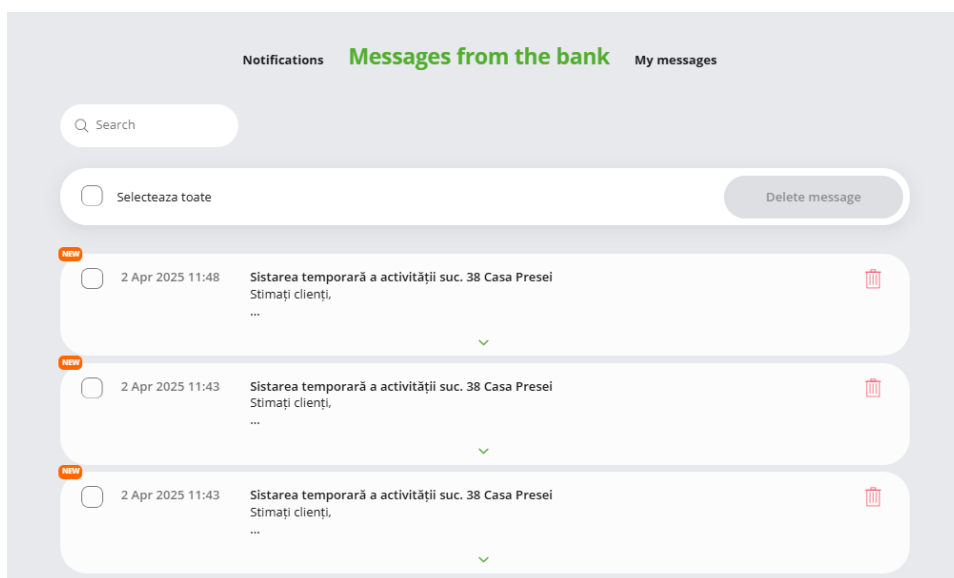 Notifications Messages from the bank My messages
Search
Selecteaza toate Delete message
NEW
2 Apr 2025 11:48 Sistarea temporară a activității suc. 38 Casa Presei
Stimați clienți,
...
NEW
2 Apr 2025 11:43 Sistarea temporară a activității suc. 38 Casa Presei
Stimați clienți,
...
NEW
2 Apr 2025 11:43 Sistarea temporară a activității suc. 38 Casa Presei
Stimați clienți,
...